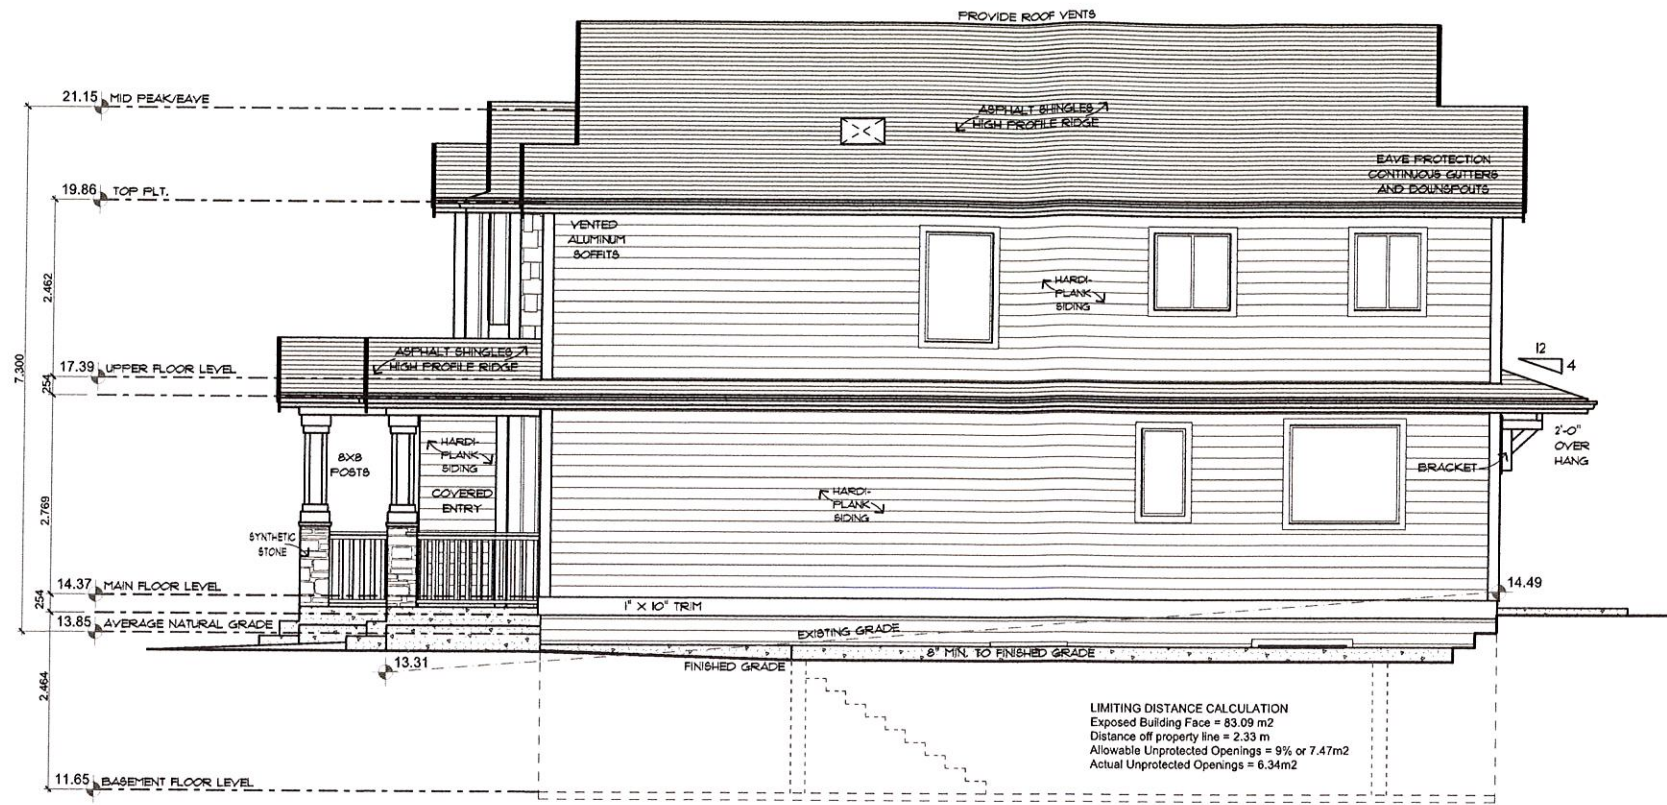 PROVIDE ROOF VENTS
21.15 MID PEAK/EAVE
ASPHALT SHINGLES
HIGH PROFILE RIDGE
EAVE PROTECTION
CONTINUOUS GUTTERS
AND DOWNSPOUTS
19.86 TOP PLT.
VENTED
ALUMINUM
SOFFITS
2.462
HARDI-
PLANK
SIDING
7.300
17.39 UPPER FLOOR LEVEL
ASPHALT SHINGLES
HIGH PROFILE RIDGE
12
4
254
8X8
POSTS
HARDI-
PLANK
SIDING
COVERED
ENTRY
2'-0"
OVER
HANG
BRACKET
2.769
HARDI-
PLANK
SIDING
SYNTHETIC
STONE
14.37 MAIN FLOOR LEVEL
14.49
254
1" X 10" TRIM
13.85 AVERAGE NATURAL GRADE
EXISTING GRADE
8" MIN. TO FINISHED GRADE
13.31
FINISHED GRADE
2.464
LIMITING DISTANCE CALCULATION
Exposed Building Face = 83.09 m2
Distance off property line = 2.33 m
Allowable Unprotected Openings = 9% or 7.47m2
Actual Unprotected Openings = 6.34m2
11.65 BASEMENT FLOOR LEVEL